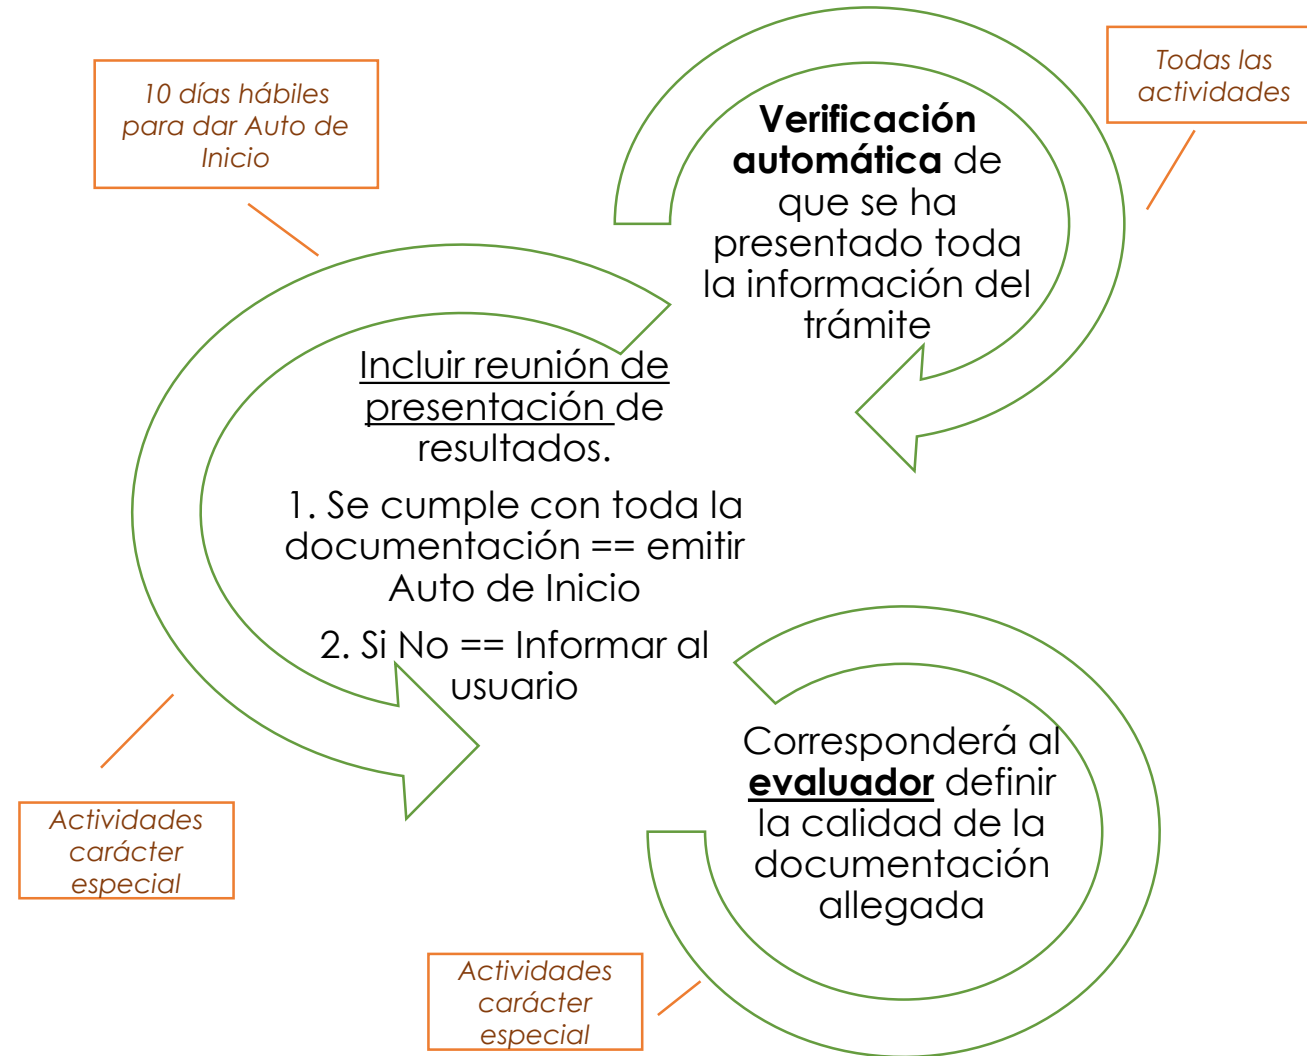 10 días hábiles
para dar Auto de
Inicio
Todas las
actividades
Verificación
automática de
que se ha
presentado toda
la información del
trámite
Incluir reunión de
presentación de
resultados.
1. Se cumple con toda la
documentación == emitir
Auto de Inicio
2. Si No == Informar al
usuario
Actividades
carácter
especial
Corresponderá al
evaluador definir
la calidad de la
documentación
allegada
Actividades
carácter
especial